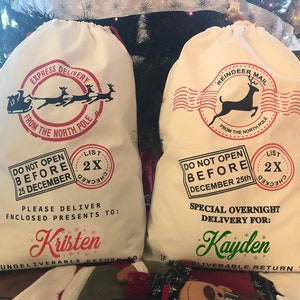 EXPRESS DELIVERY
FROM THE NORTH POLE
DO NOT OPEN
BEFORE
25 DECEMBER
LIST
2X
CHECKED
PLEASE DELIVER
ENCLOSED PRESENTS TO:
Kristen
UNDELIVERABLE RETURN
REINDEER MAIL
FROM THE NORTH POLE
DO NOT OPEN
BEFORE
DECEMBER 25th
LIST
2X
CHECKED
SPECIAL OVERNIGHT
DELIVERY FOR:
Kayden
RETURN